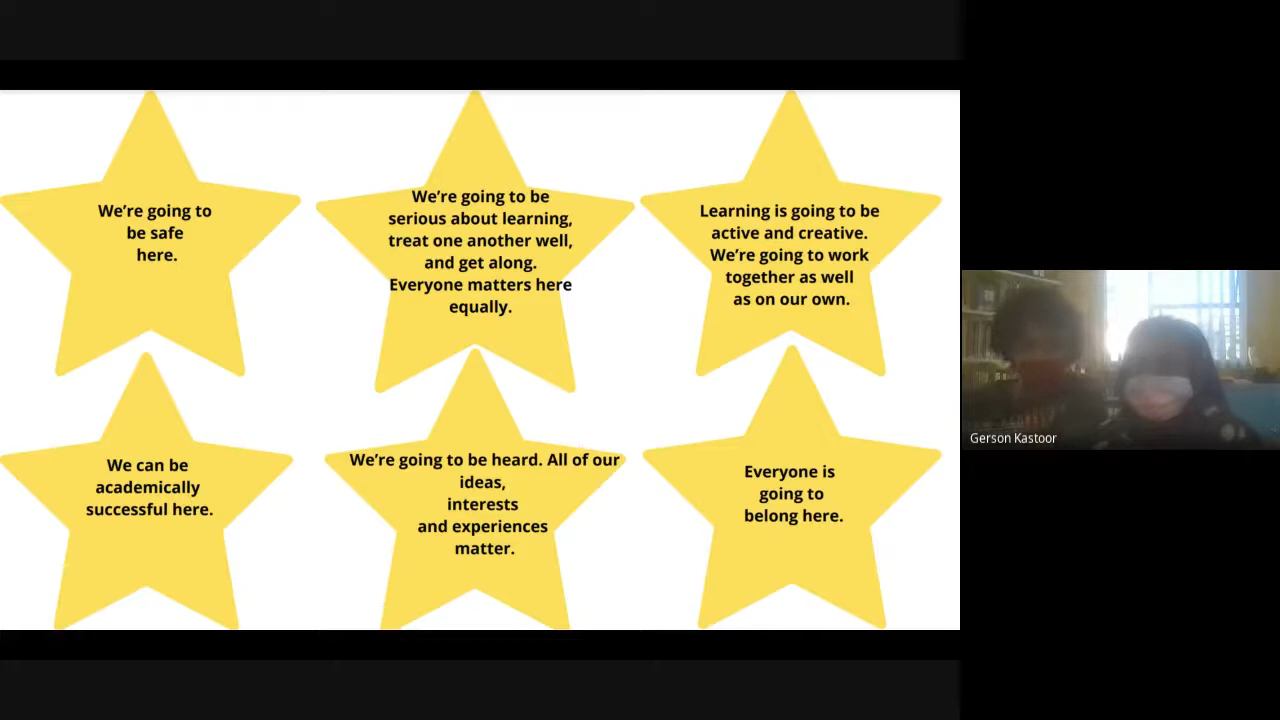 We're going to
be safe
here.
We're going to be
serious about learning,
treat one another well,
and get along.
Everyone matters here
equally.
Learning is going to be
active and creative.
We're going to work
together as well
as on our own.
We can be
academically
successful here.
We're going to be heard. All of our
ideas,
interests
and experiences
matter.
Everyone is
going to
belong here.
Gerson Kastoor